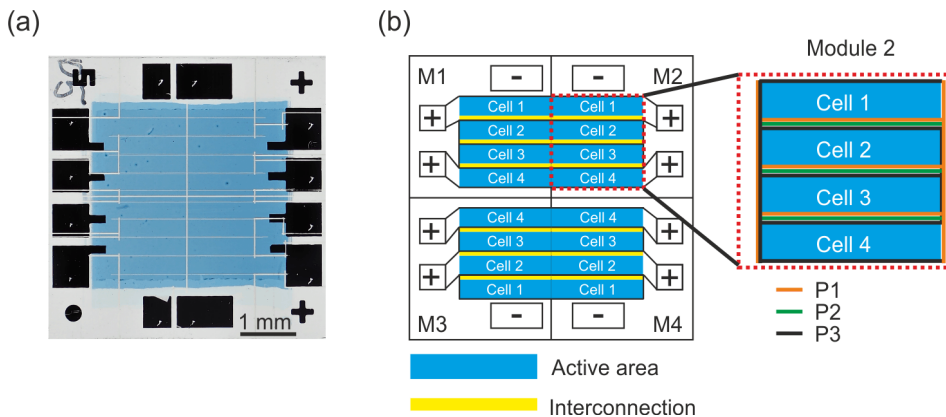 (a)
1 mm
(b)
M1
-
-
M2
+
Cell 1
Cell 1
+
Cell 2
Cell 2
+
Cell 3
Cell 3
+
Cell 4
Cell 4
+
Cell 4
Cell 4
+
Cell 3
Cell 3
+
Cell 2
Cell 2
+
Cell 1
Cell 1
M3
-
-
M4
Active area
Interconnection
Module 2
Cell 1
Cell 2
Cell 3
Cell 4
P1
P2
P3